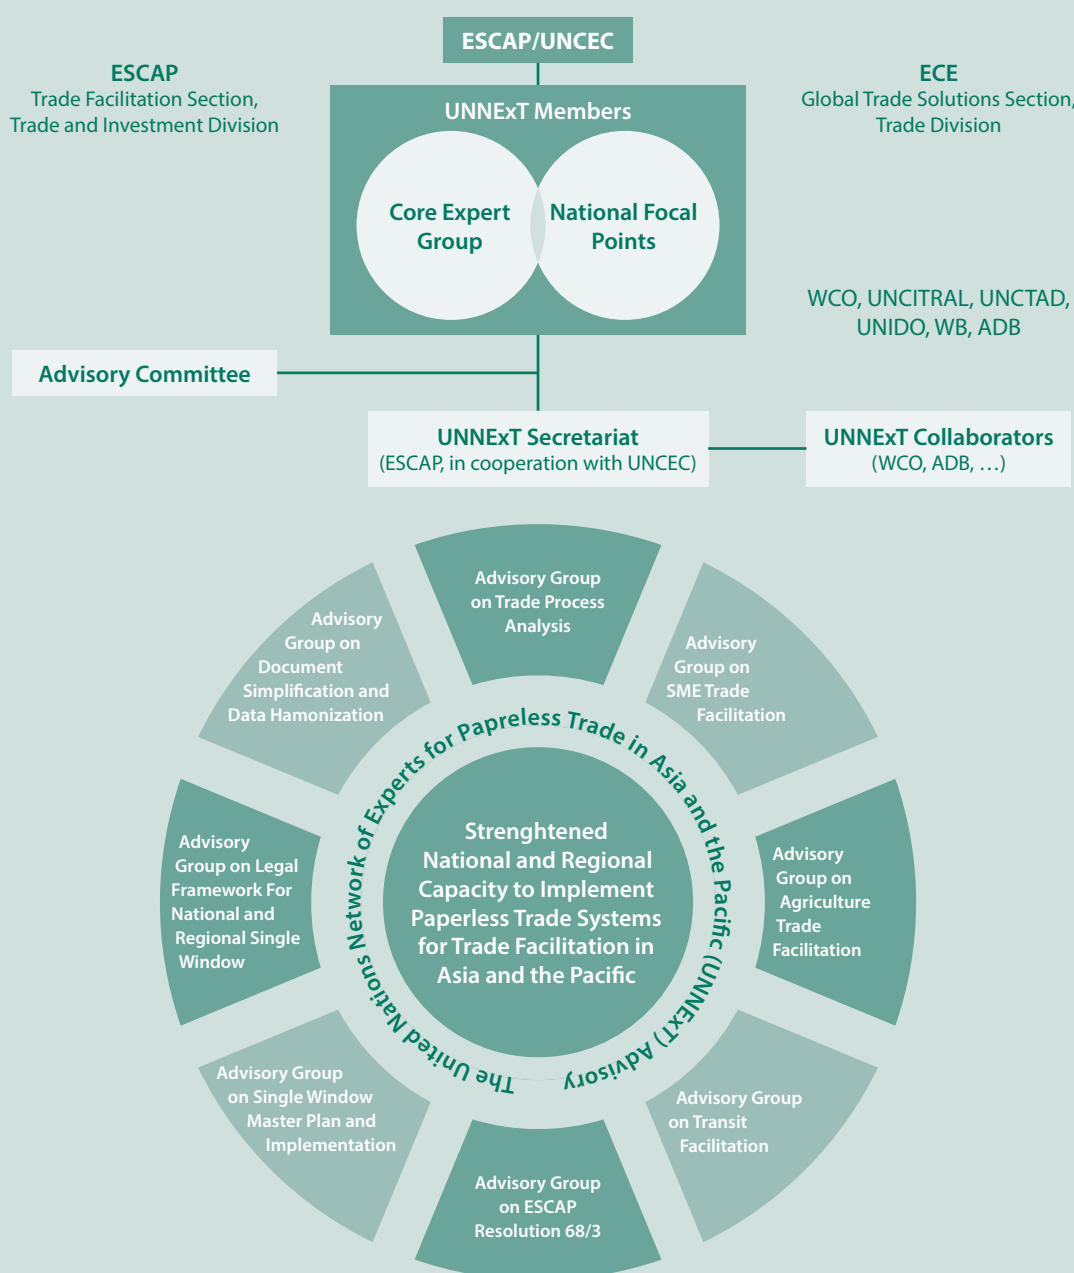 ESCAP/UNCEC
ESCAP
Trade Facilitation Section,
Trade and Investment Division
ECE
Global Trade Solutions Section,
Trade Division
UNNExT Members
Core Expert
Group
National Focal
Points
WCO, UNCITRAL, UNCTAD,
UNIDO, WB, ADB
Advisory Committee
UNNExT Secretariat
(ESCAP, in cooperation with UNCEC)
UNNExT Collaborators
(WCO, ADB, …)
Advisory Group
on Trade Process
Analysis
Advisory
Group on
SME Trade
Facilitation
Advisory
Group on
Agriculture
Trade
Facilitation
Advisory Group
on Transit
Facilitation
Advisory Group
on ESCAP
Resolution 68/3
Advisory Group
on Single Window
Master Plan and
Implementation
Advisory
Group on Legal
Framework For
National and
Regional Single
Window
Advisory
Group on
Document
Simplification and
Data Hamonization
The United Nations Network of Experts for Papreless Trade in Asia and the Pacific (UNNExT) Advisory
Strenghtened
National and Regional
Capacity to Implement
Paperless Trade Systems
for Trade Facilitation in
Asia and the Pacific